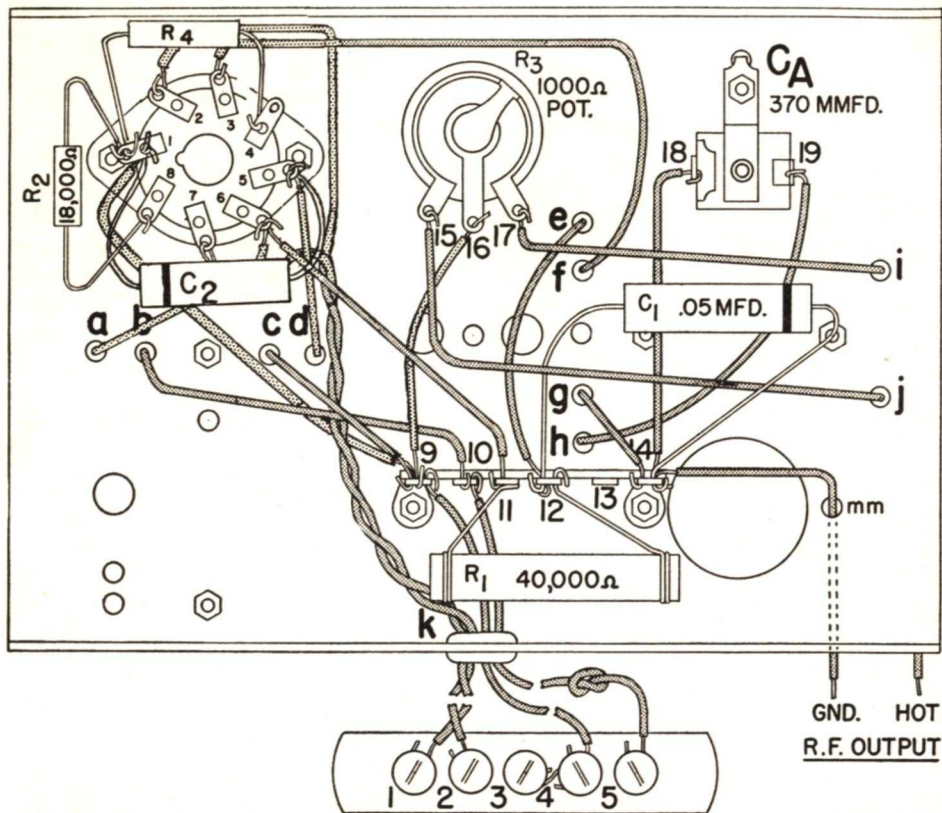 R4
CA
370 MMFD.
R3
1000Ω
POT.
1
2
3
4
5
6
7
8
R2
18,000Ω
C2
15
16
17
18
19
e
f
i
a
b
c
d
C1 .05 MFD.
g
h
j
9
10
11
12
13
14
mm
R1 40,000Ω
k
GND. HOT
R.F. OUTPUT
1 2 3 4 5